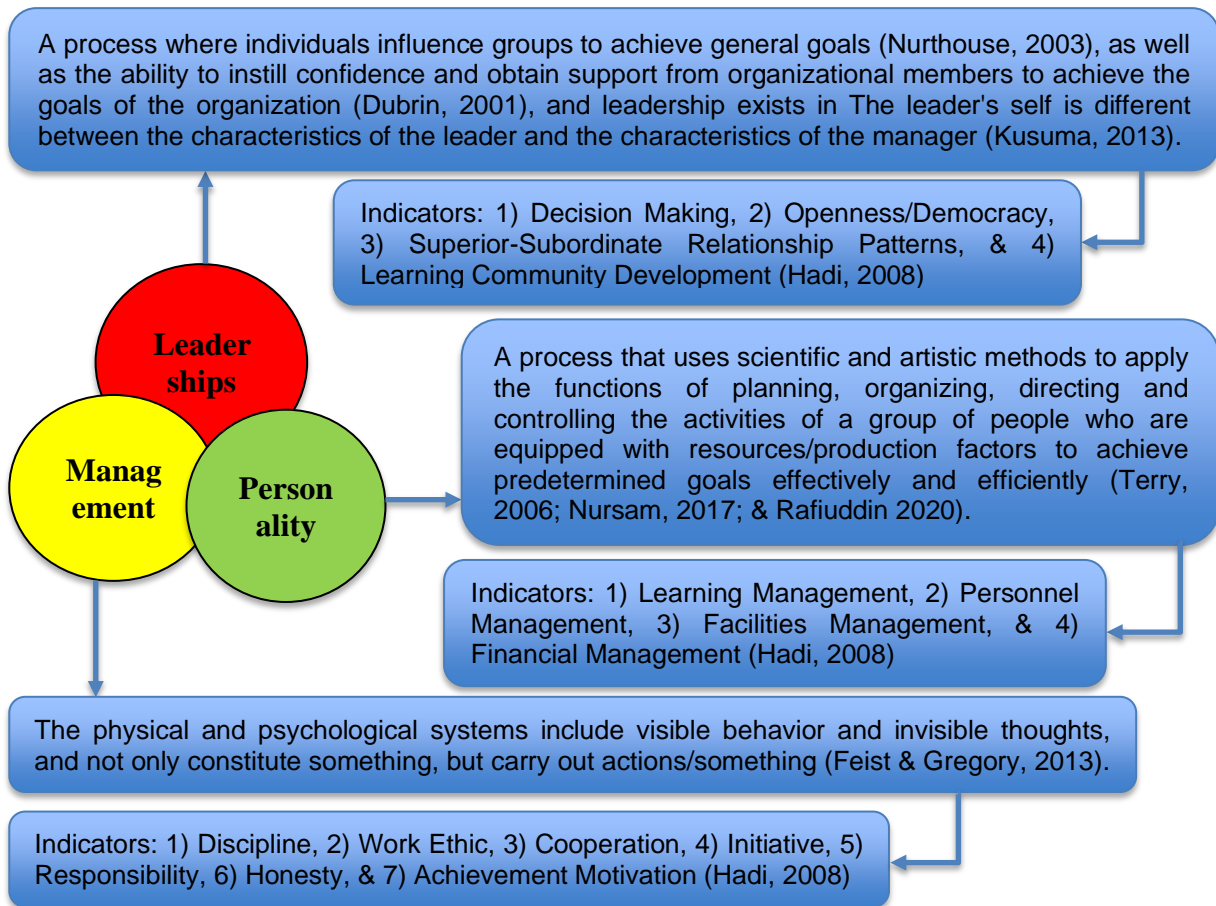 A process where individuals influence groups to achieve general goals (Nurthouse, 2003), as well
as the ability to instill confidence and obtain support from organizational members to achieve the
goals of the organization (Dubrin, 2001), and leadership exists in The leader's self is different
between the characteristics of the leader and the characteristics of the manager (Kusuma, 2013).
Indicators: 1) Decision Making, 2) Openness/Democracy,
3) Superior-Subordinate Relationship Patterns, & 4)
Learning Community Development (Hadi, 2008)
Leader
ships
Manag
ement
Person
ality
A process that uses scientific and artistic methods to apply
the functions of planning, organizing, directing and
controlling the activities of a group of people who are
equipped with resources/production factors to achieve
predetermined goals effectively and efficiently (Terry,
2006; Nursam, 2017; & Rafiuddin 2020).
Indicators: 1) Learning Management, 2) Personnel
Management, 3) Facilities Management, & 4)
Financial Management (Hadi, 2008)
The physical and psychological systems include visible behavior and invisible thoughts,
and not only constitute something, but carry out actions/something (Feist & Gregory, 2013).
Indicators: 1) Discipline, 2) Work Ethic, 3) Cooperation, 4) Initiative, 5)
Responsibility, 6) Honesty, & 7) Achievement Motivation (Hadi, 2008)